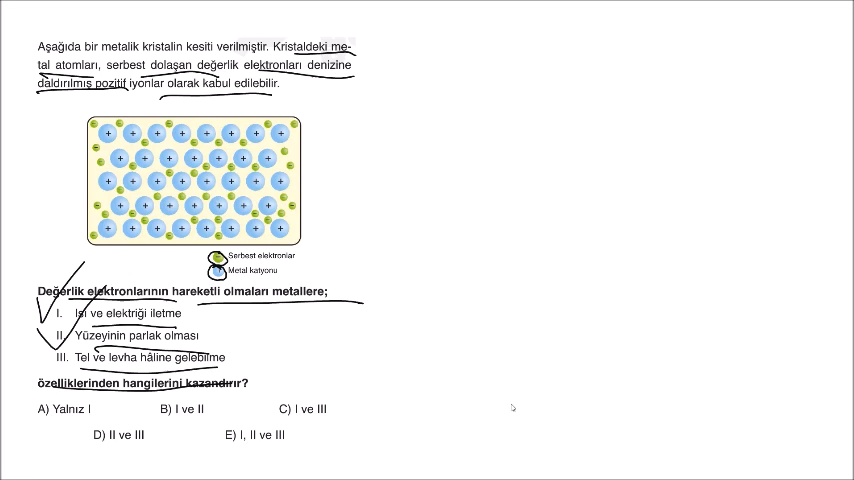 Aşağıda bir metalik kristalin kesiti verilmiştir. Kristaldeki me-
tal atomları, serbest dolaşan değerlik elektronları denizine
daldırılmış pozitif iyonlar olarak kabul edilebilir.
Serbest elektronlar
Metal katyonu
Değerlik elektronlarının hareketli olmaları metallere;
I. Isı ve elektriği iletme
II. Yüzeyinin parlak olması
III. Tel ve levha hâline gelebilme
özelliklerinden hangilerini kazandırır?
A) Yalnız I B) I ve II C) I ve III
D) II ve III E) I, II ve III